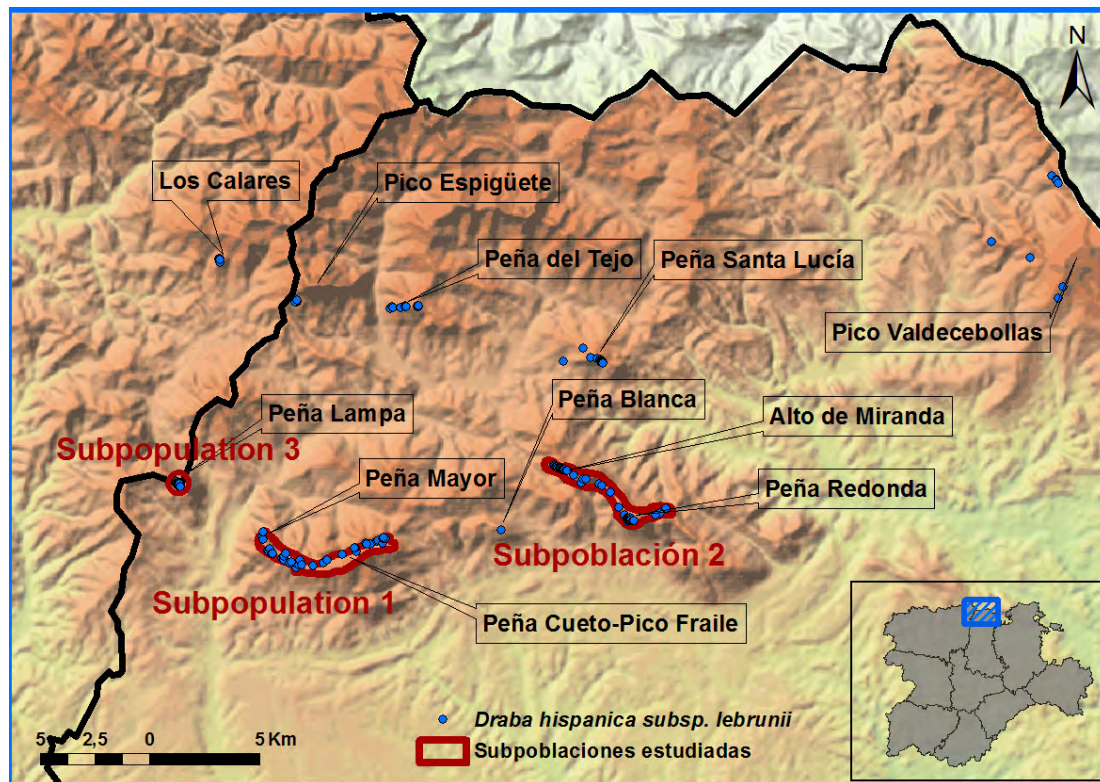 N
Los Calares
Pico Espigüete
Peña del Tejo
Peña Santa Lucía
Pico Valdecebollas
Peña Blanca
Peña Lampa
Alto de Miranda
Subpopulation 3
Peña Mayor
Peña Redonda
Subpoblación 2
Subpopulation 1
Peña Cueto-Pico Fraile
Draba hispanica subsp. lebrunii
5 2,5 0 5 Km
Subpoblaciones estudiadas